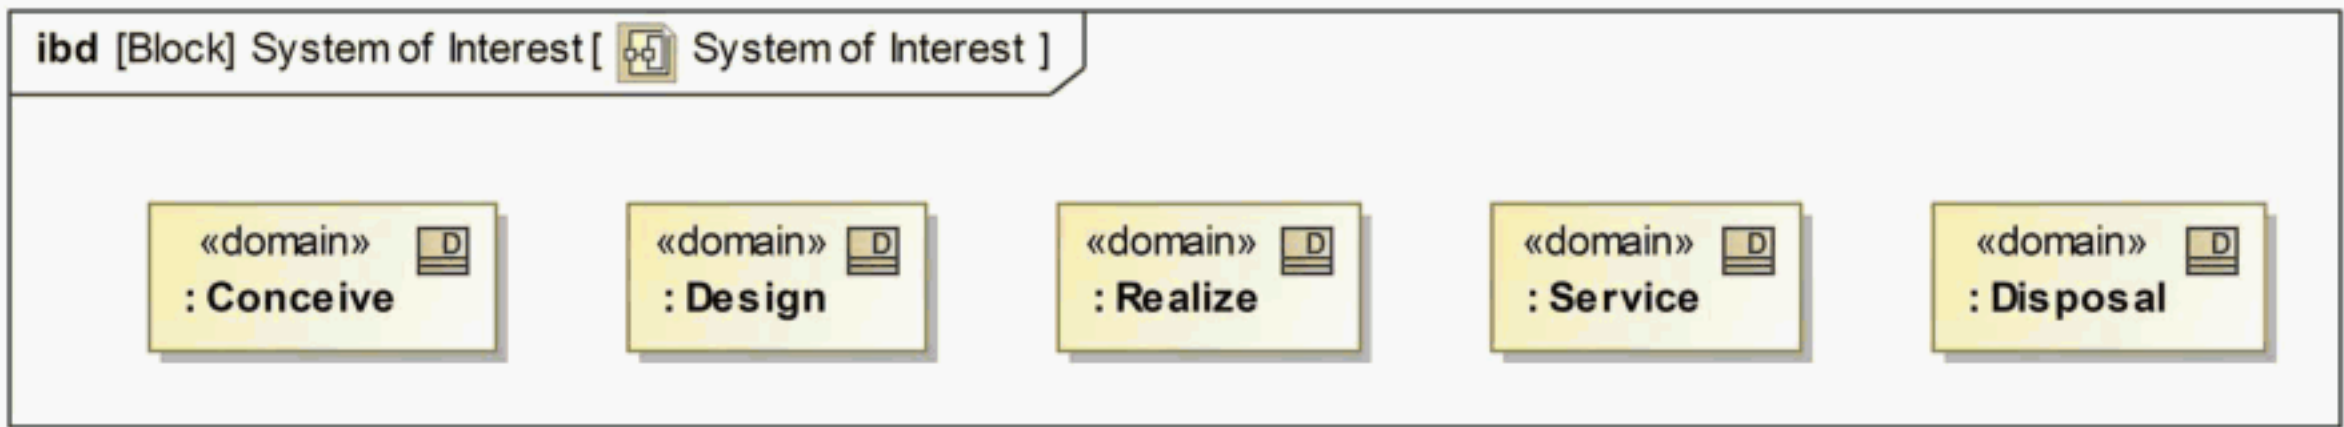 ibd [Block] System of Interest [ System of Interest ]
«domain» D
: Conceive
«domain» D
: Design
«domain» D
: Realize
«domain» D
: Service
«domain» D
: Disposal